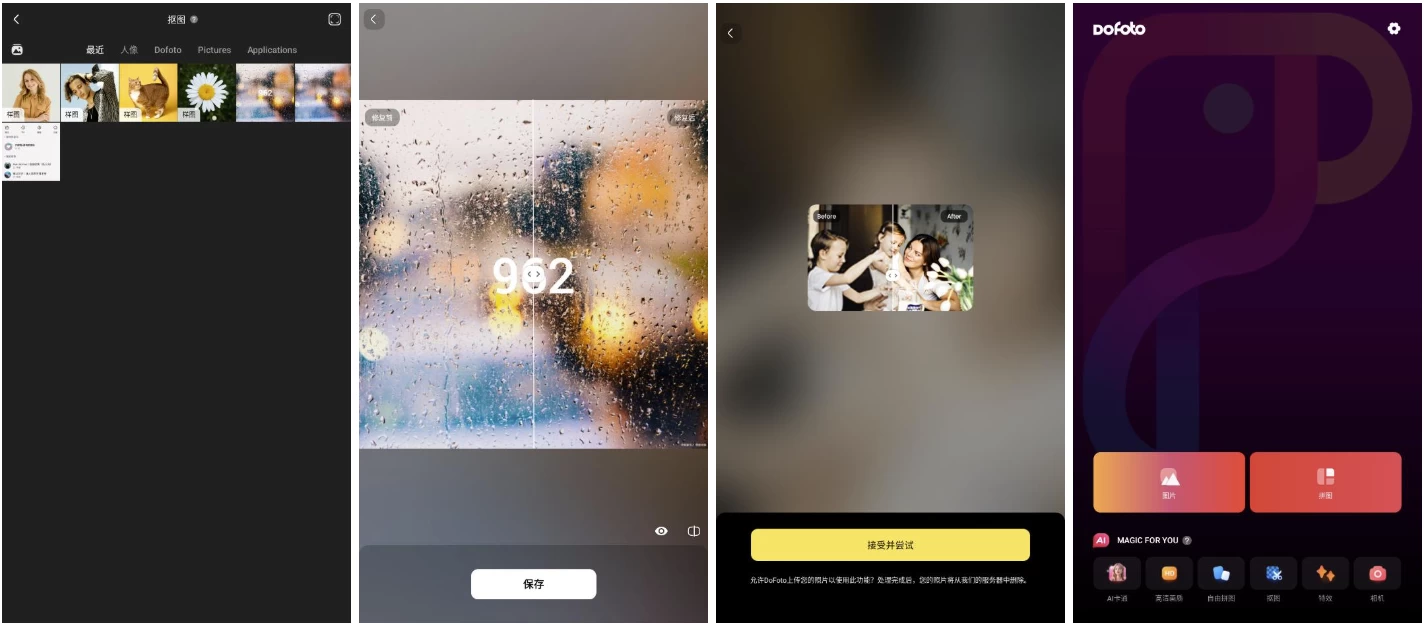 抠图 ?
最近 人像 Dofoto Pictures Applications
样图 样图 样图 样图 962
修复前 修复后
962
保存
Before After
接受并尝试
允许DoFoto上传您的照片以使用此功能？处理完成后，您的照片将从我们的服务器中删除。
DOFOTO
图片 拼图
AI MAGIC FOR YOU ?
HD
AI卡通 高清画质 自由拼图 抠图 特效 相机